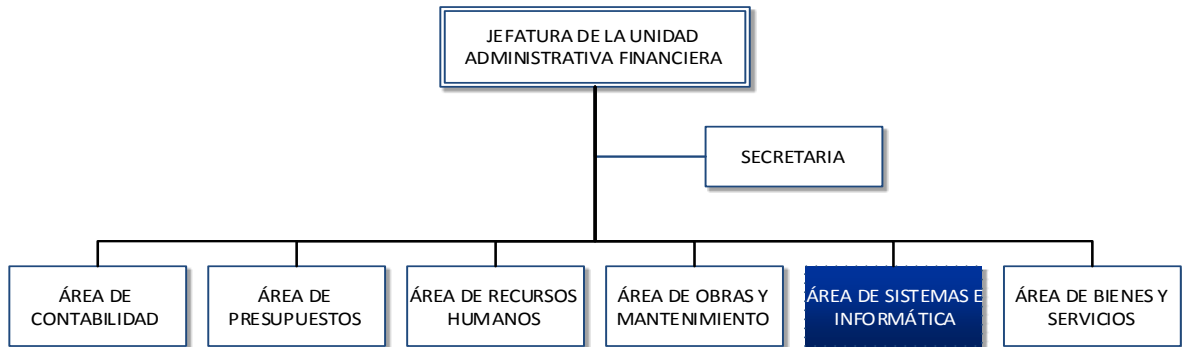 JEFATURA DE LA UNIDAD
ADMINISTRATIVA FINANCIERA
SECRETARIA
ÁREA DE
CONTABILIDAD
ÁREA DE
PRESUPUESTOS
ÁREA DE RECURSOS
HUMANOS
ÁREA DE OBRAS Y
MANTENIMIENTO
ÁREA DE SISTEMAS E
INFORMÁTICA
ÁREA DE BIENES Y
SERVICIOS